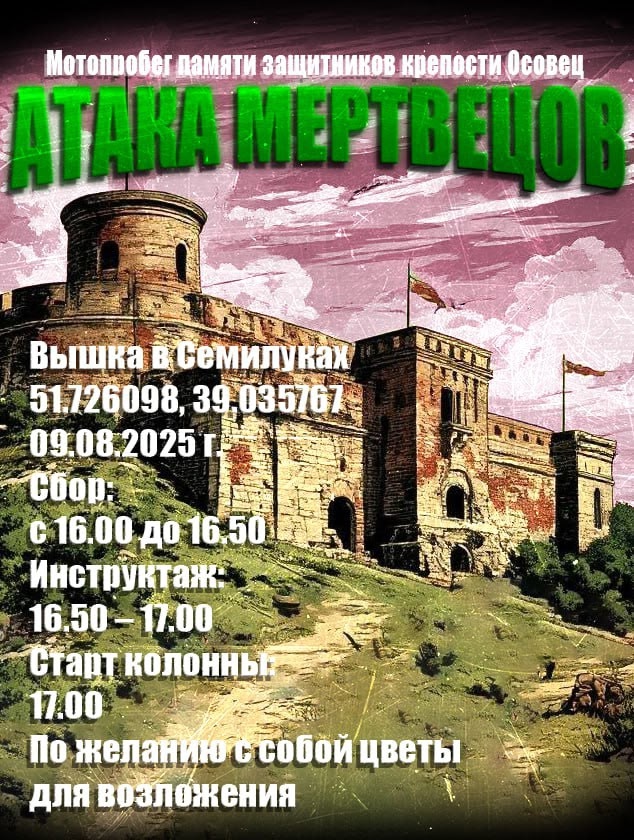 Мотопробег памяти защитников крепости Осовец
АТАКА МЕРТВЕЦОВ
Вышка в Семилуках
51.726098, 39.035767
09.08.2025 г.
Сбор:
с 16.00 до 16.50
Инструктаж:
16.50 – 17.00
Старт колонны:
17.00
По желанию с собой цветы
для возложения